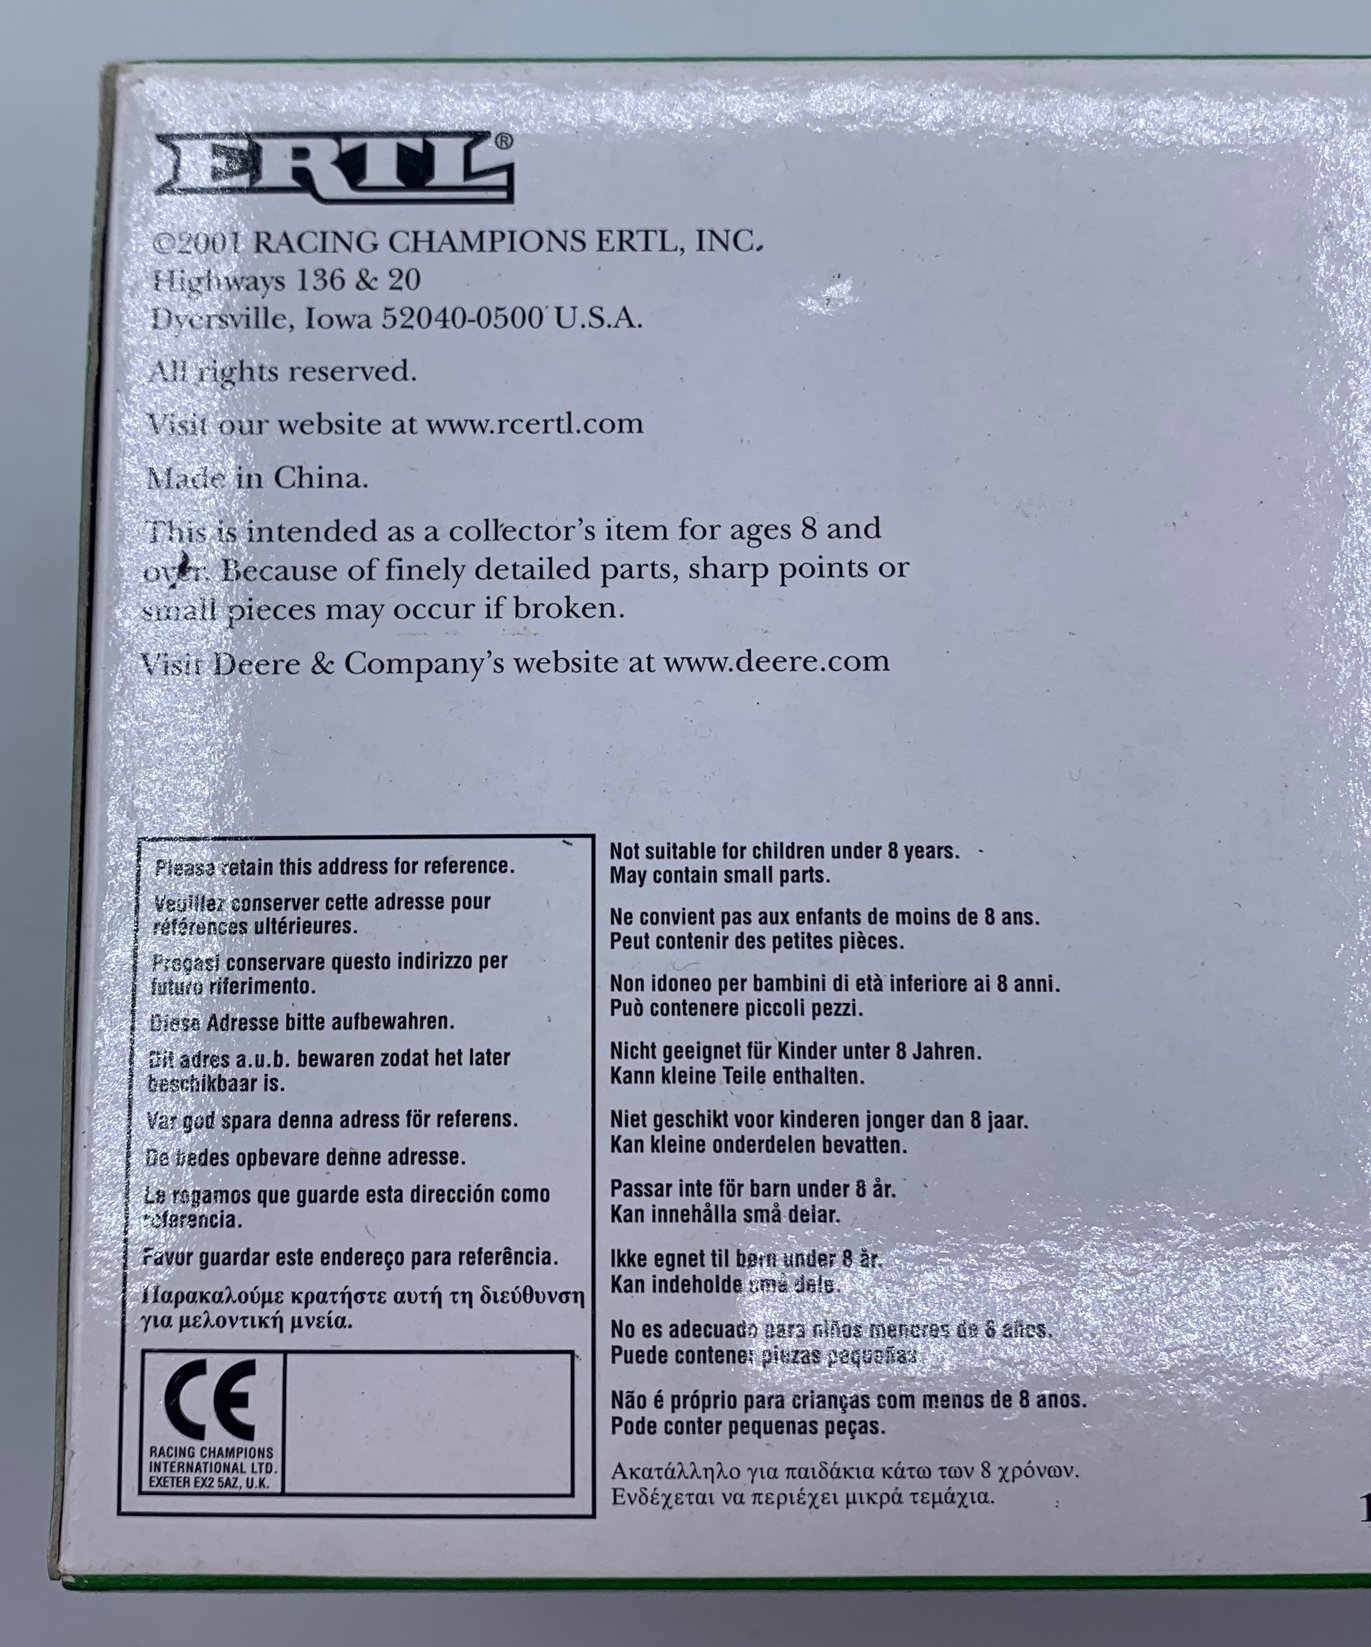 ERTL®
©2001 RACING CHAMPIONS ERTL, INC.
Highways 136 & 20
Dyersville, Iowa 52040-0500 U.S.A.
All rights reserved.
Visit our website at www.rcertl.com
Made in China.
This is intended as a collector's item for ages 8 and
over. Because of finely detailed parts, sharp points or
small pieces may occur if broken.
Visit Deere & Company's website at www.deere.com
Please retain this address for reference.
Veuillez conserver cette adresse pour
références ultérieures.
Pregasi conservare questo indirizzo per
futuro riferimento.
Diese Adresse bitte aufbewahren.
Dit adres a.u.b. bewaren zodat het later
beschikbaar is.
Var god spara denna adress för referens.
De bedes opbevare denne adresse.
Le rogamos que guarde esta dirección como
referencia.
Favor guardar este endereço para referência.
Παρακαλούμε κρατήστε αυτή τη διεύθυνση
για μελοντική μνεία.
CE
RACING CHAMPIONS
INTERNATIONAL LTD.
EXETER EX2 5AZ, U.K.
Not suitable for children under 8 years.
May contain small parts.
Ne convient pas aux enfants de moins de 8 ans.
Peut contenir des petites pièces.
Non idoneo per bambini di età inferiore ai 8 anni.
Può contenere piccoli pezzi.
Nicht geeignet für Kinder unter 8 Jahren.
Kann kleine Teile enthalten.
Niet geschikt voor kinderen jonger dan 8 jaar.
Kan kleine onderdelen bevatten.
Passar inte för barn under 8 år.
Kan innehålla små delar.
Ikke egnet til børn under 8 år.
Kan indeholde dele.
No es adecuado para niños menores de 8 años.
Puede contener piezas pequeñas
Não é próprio para crianças com menos de 8 anos.
Pode conter pequenas peças.
Ακατάλληλο για παιδάκια κάτω των 8 χρόνων.
Ενδέχεται να περιέχει μικρά τεμάχια.